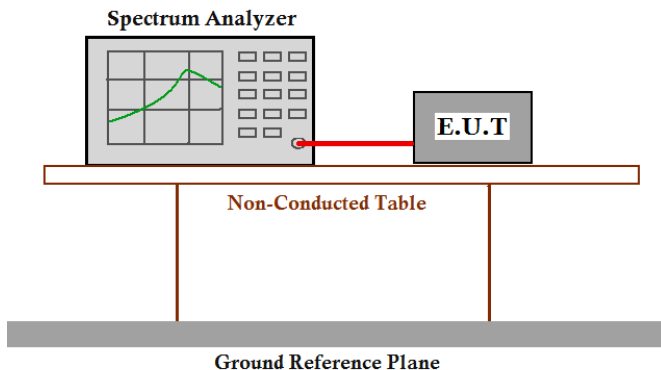 Spectrum Analyzer
E.U.T
Non-Conducted Table
Ground Reference Plane